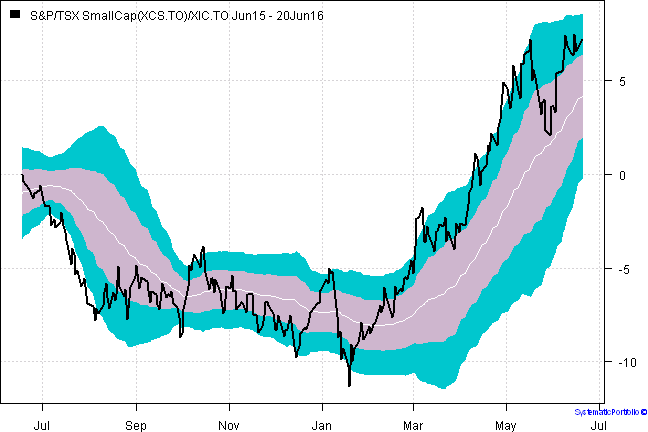 S&P/TSX SmallCap(XCS.TO)/XIC.TO Jun15 - 20Jun16
5
0
-5
-10
SystematicPortfolio ©
Jul Sep Nov Jan Mar May Jul